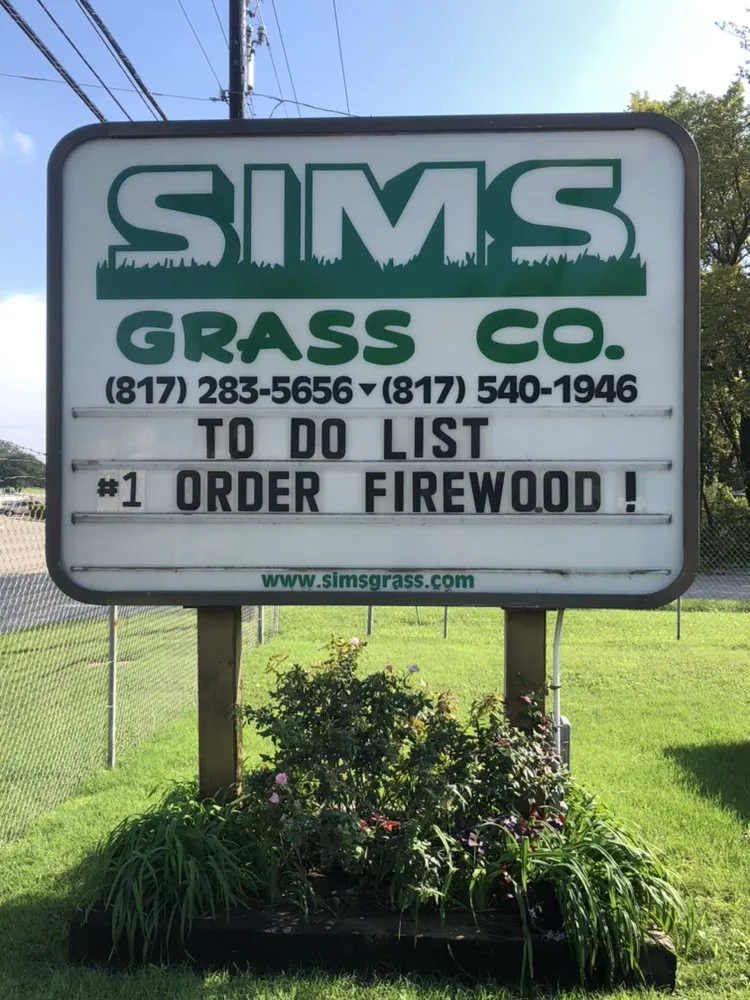 SIMS
GRASS CO.
(817) 283-5656 ▾ (817) 540-1946
TO DO LIST
#1 ORDER FIREWOOD !
www.simsgrass.com